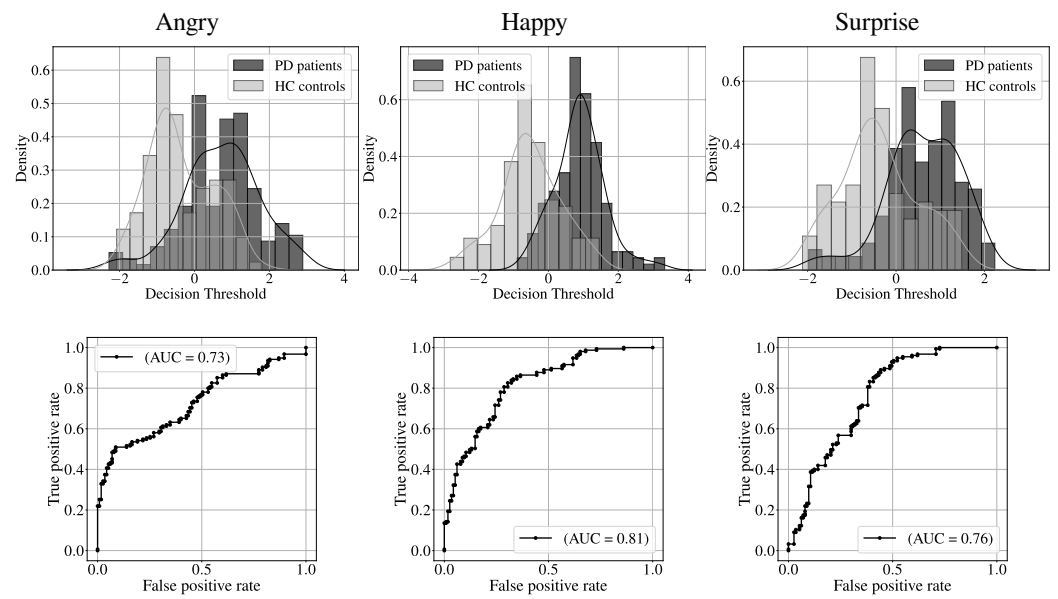 Angry
Happy
Surprise
PD patients
HC controls
PD patients
HC controls
PD patients
HC controls
Density
0.6
0.5
0.4
0.3
0.2
0.1
0.0
−2
0
2
4
Decision Threshold
Density
0.6
0.4
0.2
0.0
−4
−2
0
2
4
Decision Threshold
Density
0.6
0.4
0.2
0.0
−2
0
2
Decision Threshold
True positive rate
1.0
0.8
0.6
0.4
0.2
0.0
(AUC = 0.73)
0.0
0.5
1.0
False positive rate
True positive rate
1.0
0.8
0.6
0.4
0.2
0.0
(AUC = 0.81)
0.0
0.5
1.0
False positive rate
True positive rate
1.0
0.8
0.6
0.4
0.2
0.0
(AUC = 0.76)
0.0
0.5
1.0
False positive rate